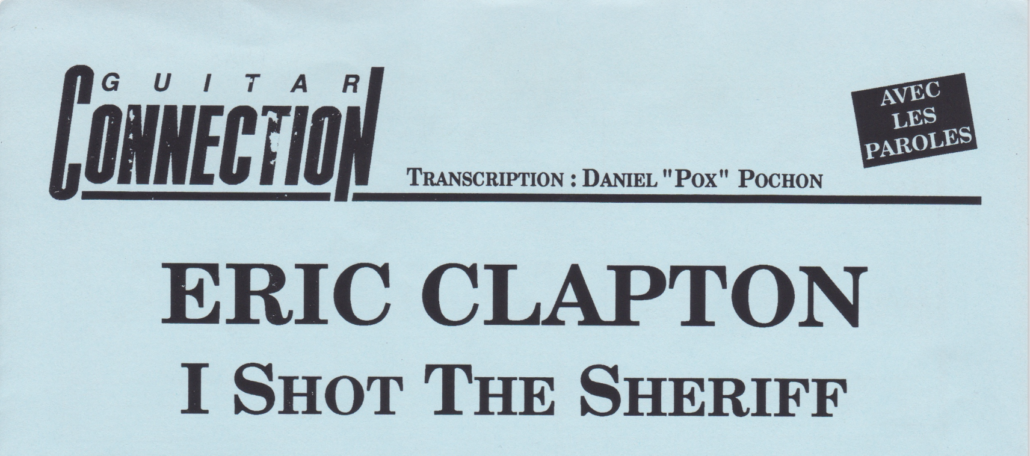 GUITAR
CONNECTION
AVEC
LES
PAROLES
TRANSCRIPTION : DANIEL "POX" POCHON
ERIC CLAPTON
I SHOT THE SHERIFF